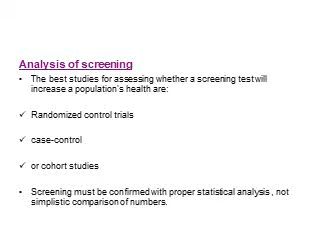 Analysis of screening
• The best studies for assessing whether a screening test will
increase a population's health are:
✓ Randomized control trials
✓ case-control
✓ or cohort studies
• Screening must be confirmed with proper statistical analysis , not
simplistic comparison of numbers.